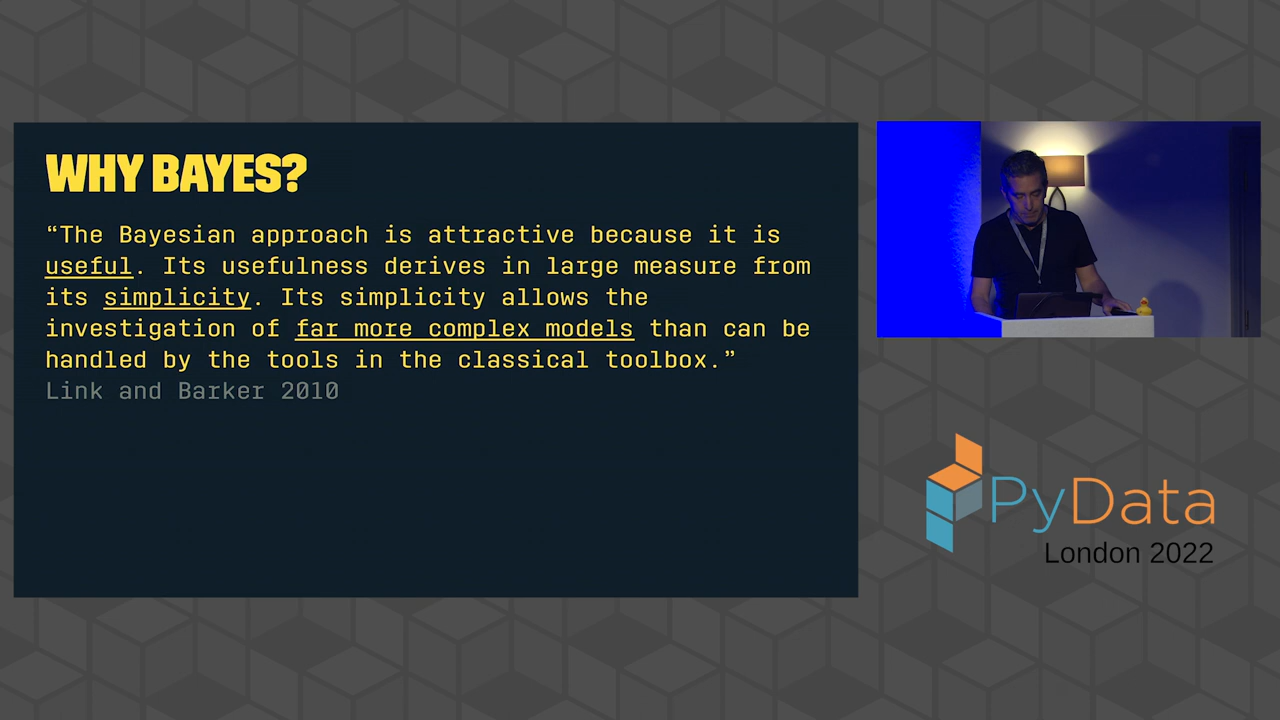 WHY BAYES?
“The Bayesian approach is attractive because it is
useful. Its usefulness derives in large measure from
its simplicity. Its simplicity allows the
investigation of far more complex models than can be
handled by the tools in the classical toolbox.”
Link and Barker 2010
PyData
London 2022